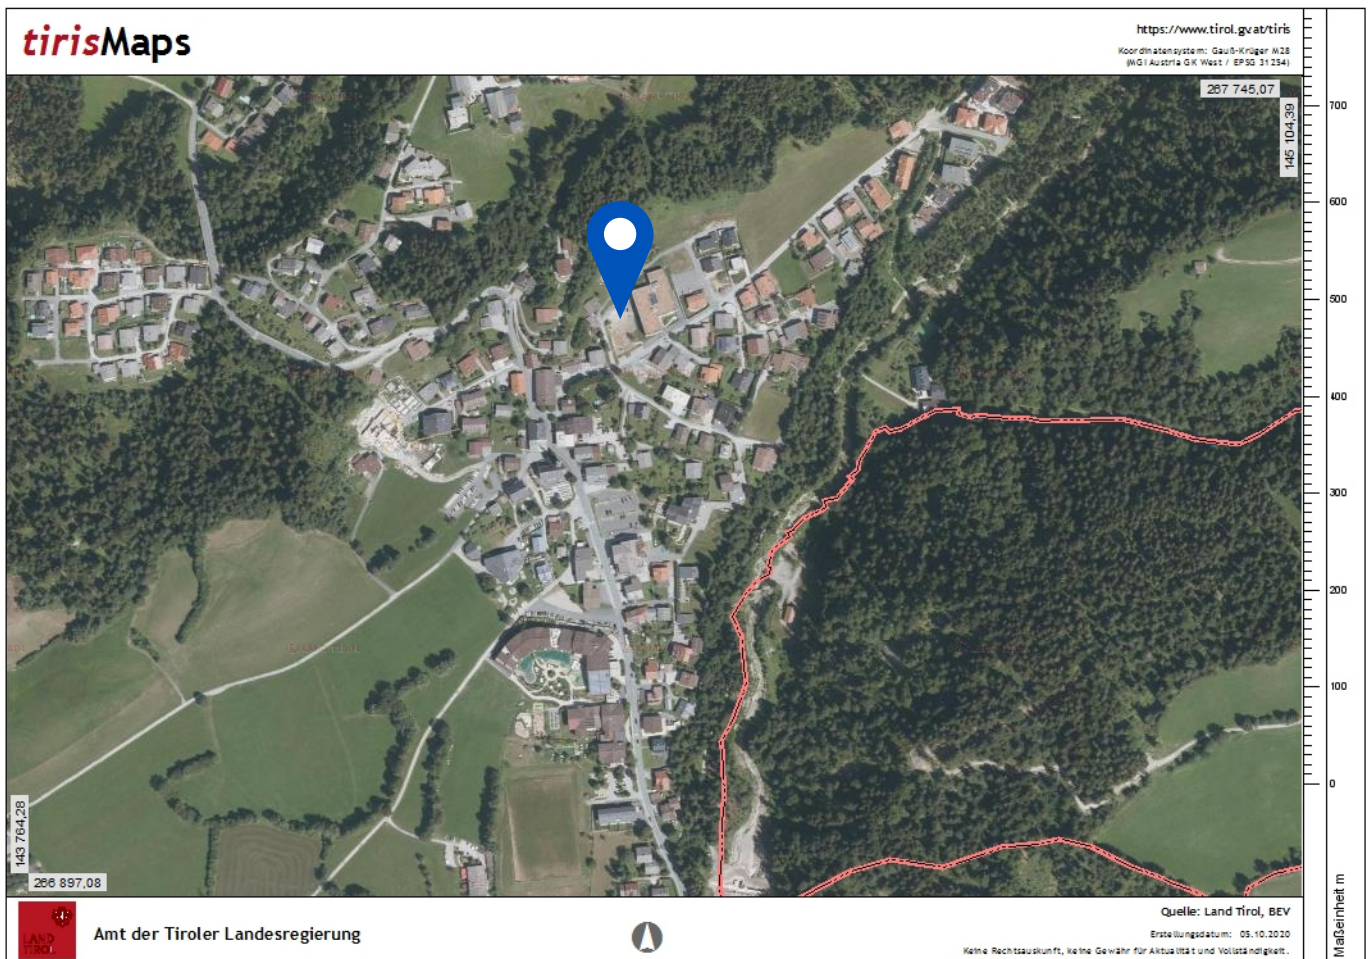 tirisMaps
https://www.tirol.gv.at/tiris
Koordinatensystem: Gauß-Krüger M28
(MGI Austria GK West / EPSG 31254)
267 745,07
145 104,39
700
600
500
400
300
200
100
0
143 764,28
266 897,08
LAND
TIROL
Amt der Tiroler Landesregierung
Quelle: Land Tirol, BEV
Erstellungsdatum: 05.10.2020
Keine Rechtsauskunft, keine Gewähr für Aktualität und Vollständigkeit.
Maßeinheit m